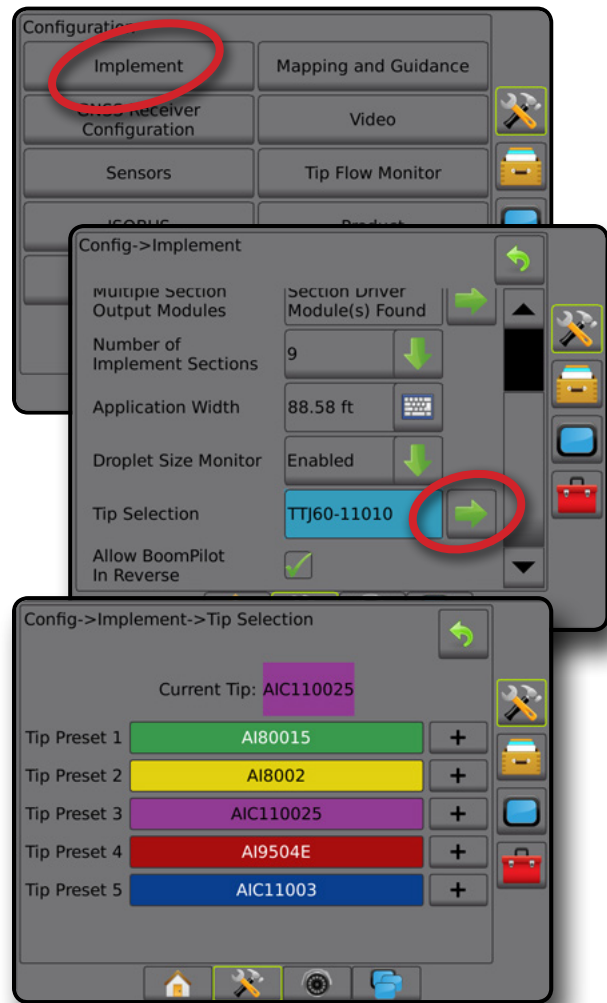 Configuration
Implement
Mapping and Guidance
GNSS Receiver
Configuration
Video
Sensors
Tip Flow Monitor
ISOBUS
Product
Config->Implement
Multiple Section
Output Modules
Section Driver
Module(s) Found
Number of
Implement Sections
9
Application Width
88.58 ft
Droplet Size Monitor
Enabled
Tip Selection
TTJ60-11010
Allow BoomPilot
In Reverse
Config->Implement->Tip Selection
Current Tip: AIC110025
Tip Preset 1 AI80015 +
Tip Preset 2 AI8002 +
Tip Preset 3 AIC110025 +
Tip Preset 4 AI9504E +
Tip Preset 5 AIC11003 +